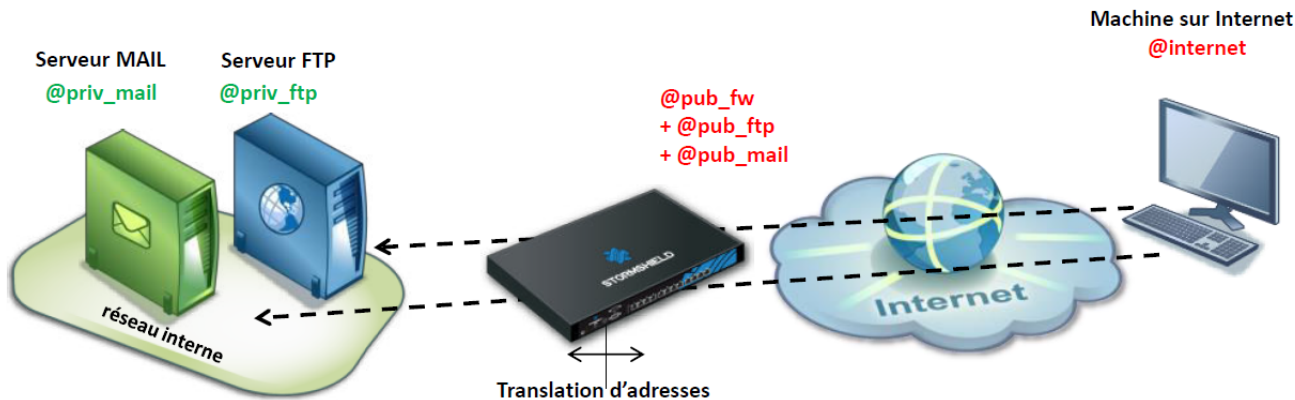 Machine sur Internet
@internet
Serveur MAIL
@priv_mail
Serveur FTP
@priv_ftp
@pub_fw
+ @pub_ftp
+ @pub_mail
STORMSHIELD
Internet
réseau interne
Translation d'adresses